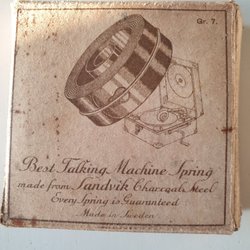 Gr. 7.
Best Talking Machine Spring
made from Sandvik Charcoal Steel
Every Spring is Guaranteed
Made in Sweden